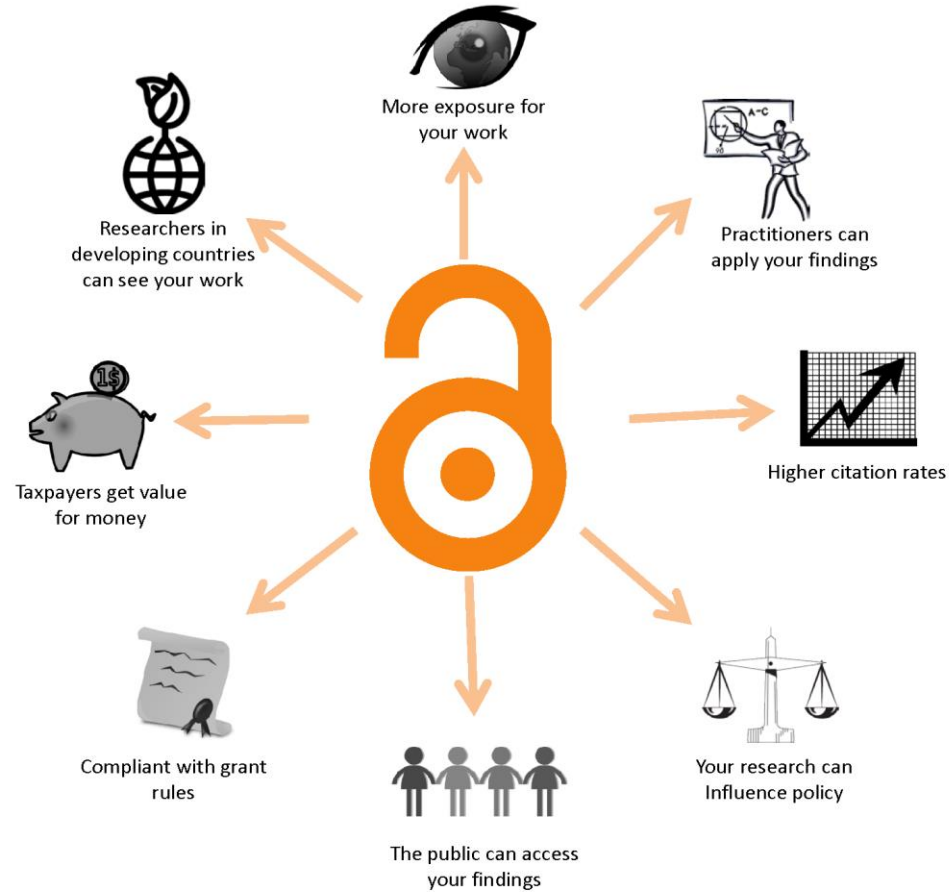 More exposure for
your work
A-C
90
Practitioners can
apply your findings
Higher citation rates
Your research can
Influence policy
The public can access
your findings
Compliant with grant
rules
1$
Taxpayers get value
for money
Researchers in
developing countries
can see your work